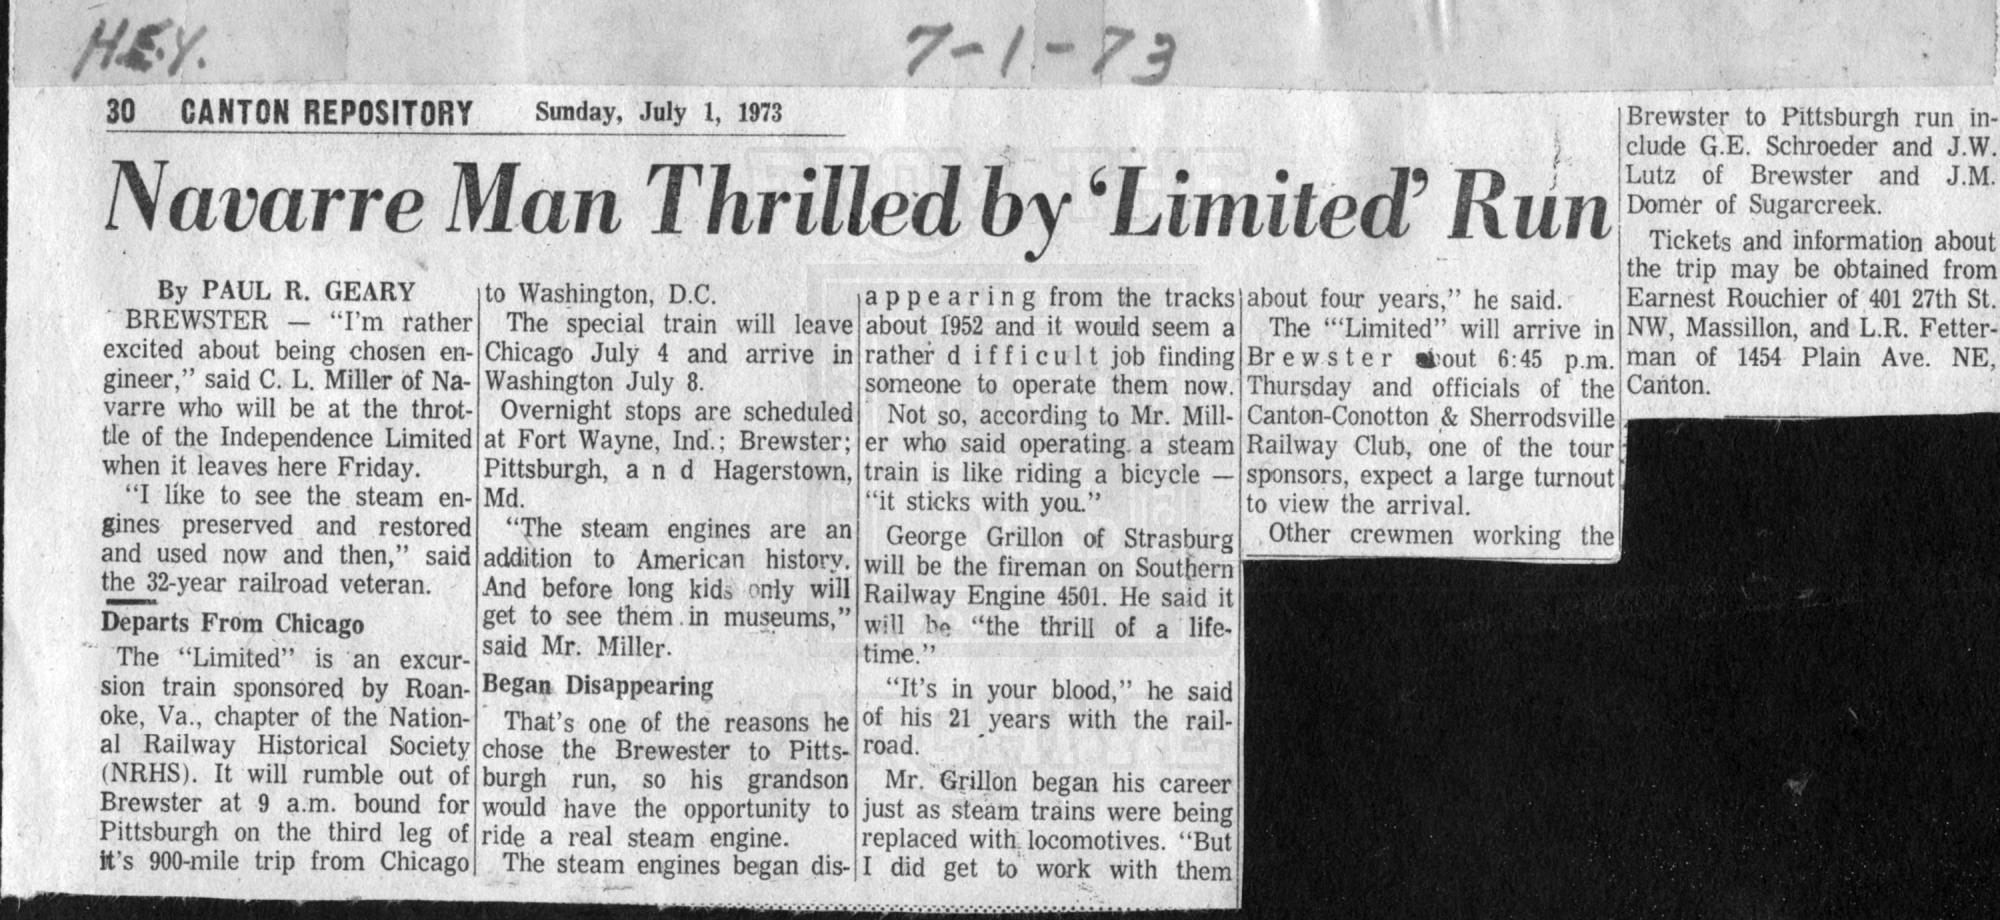 H.E.Y.
7-1-73
30 CANTON REPOSITORY Sunday, July 1, 1973
Navarre Man Thrilled by ‘Limited’ Run
By PAUL R. GEARY
BREWSTER — “I'm rather
excited about being chosen en-
gineer,” said C. L. Miller of Na-
varre who will be at the throt-
tle of the Independence Limited
when it leaves here Friday.
“I like to see the steam en-
gines preserved and restored
and used now and then,” said
the 32-year railroad veteran.
Departs From Chicago
The “Limited” is an excur-
sion train sponsored by Roan-
oke, Va., chapter of the Nation-
al Railway Historical Society
(NRHS). It will rumble out of
Brewster at 9 a.m. bound for
Pittsburgh on the third leg of
it's 900-mile trip from Chicago
to Washington, D.C.
The special train will leave
Chicago July 4 and arrive in
Washington July 8.
Overnight stops are scheduled
at Fort Wayne, Ind.; Brewster;
Pittsburgh, a n d Hagerstown,
Md.
“The steam engines are an
addition to American history.
And before long kids only will
get to see them in museums,”
said Mr. Miller.
Began Disappearing
That's one of the reasons he
chose the Brewester to Pitts-
burgh run, so his grandson
would have the opportunity to
ride a real steam engine.
The steam engines began dis-
a p p e a r i n g from the tracks
about 1952 and it would seem a
rather d i f f i c u l t job finding
someone to operate them now.
Not so, according to Mr. Mill-
er who said operating a steam
train is like riding a bicycle —
“it sticks with you.”
George Grillon of Strasburg
will be the fireman on Southern
Railway Engine 4501. He said it
will be “the thrill of a life-
time.”
“It's in your blood,” he said
of his 21 years with the rail-
road.
Mr. Grillon began his career
just as steam trains were being
replaced with locomotives. “But
I did get to work with them
about four years,” he said.
The “‘Limited” will arrive in
B r e w s t e r about 6:45 p.m.
Thursday and officials of the
Canton-Conotton & Sherrodsville
Railway Club, one of the tour
sponsors, expect a large turnout
to view the arrival.
Other crewmen working the
Brewster to Pittsburgh run in-
clude G.E. Schroeder and J.W.
Lutz of Brewster and J.M.
Domer of Sugarcreek.
Tickets and information about
the trip may be obtained from
Earnest Rouchier of 401 27th St.
NW, Massillon, and L.R. Fetter-
man of 1454 Plain Ave. NE,
Canton.
FROM THE
ARCHIVE